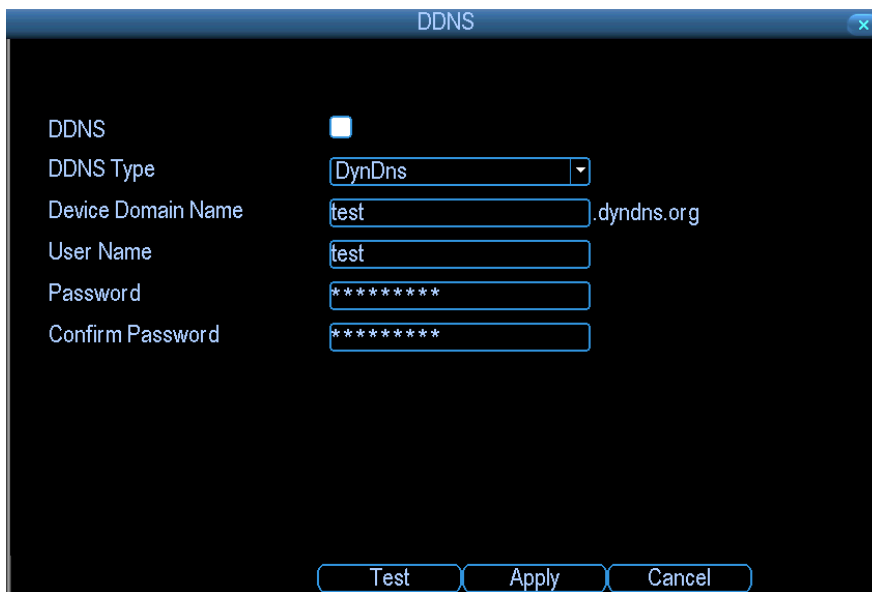 DDNS
DDNS
DDNS Type DynDns
Device Domain Name test .dyndns.org
User Name test
Password *********
Confirm Password *********
Test Apply Cancel